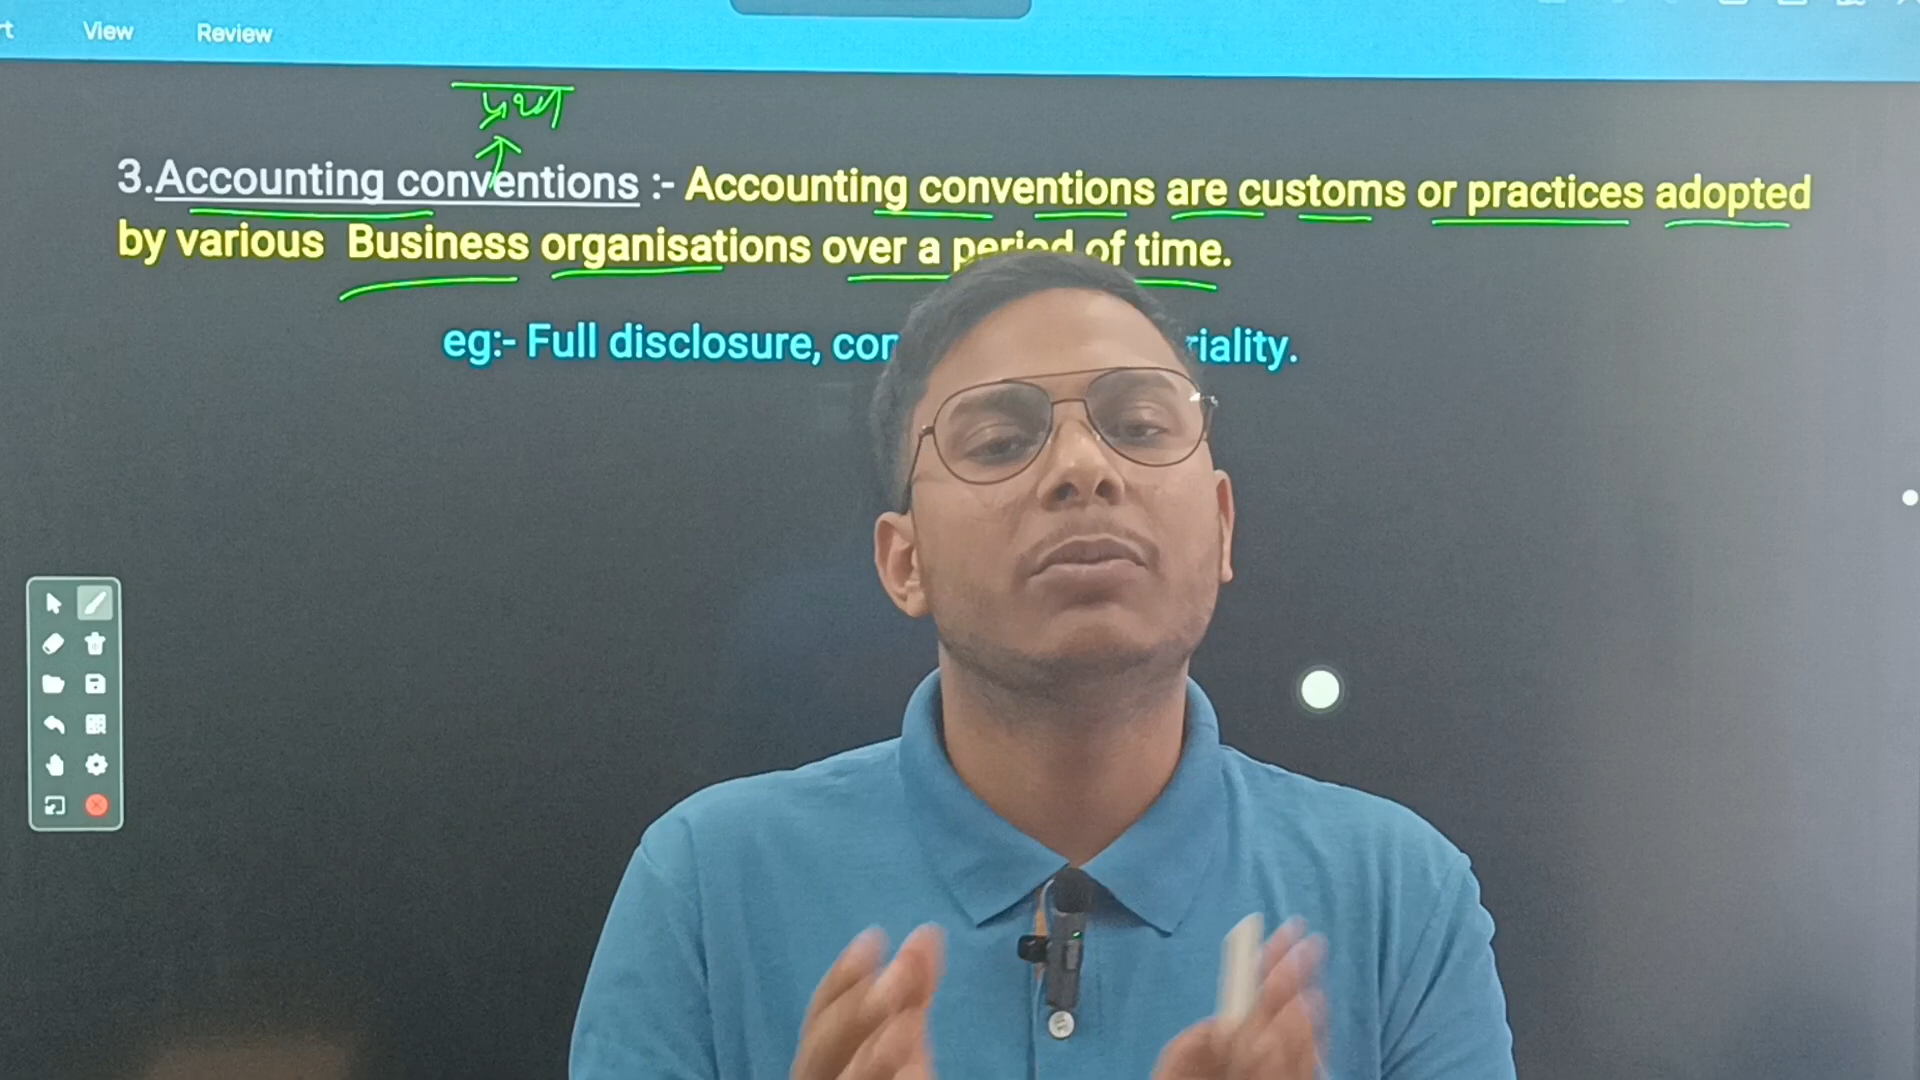 View Review
प्रथा
3.Accounting conventions :- Accounting conventions are customs or practices adopted
by various Business organisations over a period of time.
eg:- Full disclosure,